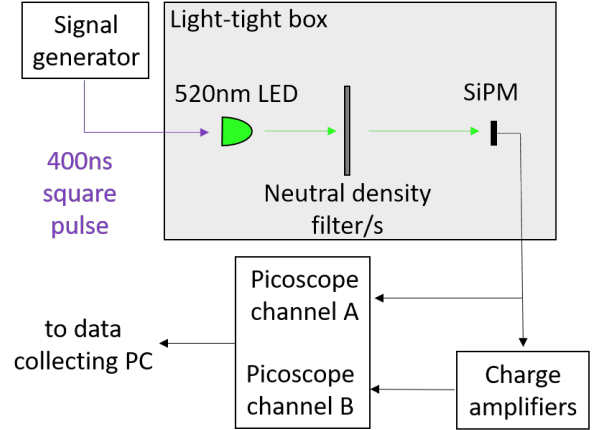 Signal
generator
Light-tight box
520nm LED
SiPM
400ns
square
pulse
Neutral density
filter/s
Picoscope
channel A
to data
collecting PC
Picoscope
channel B
Charge
amplifiers